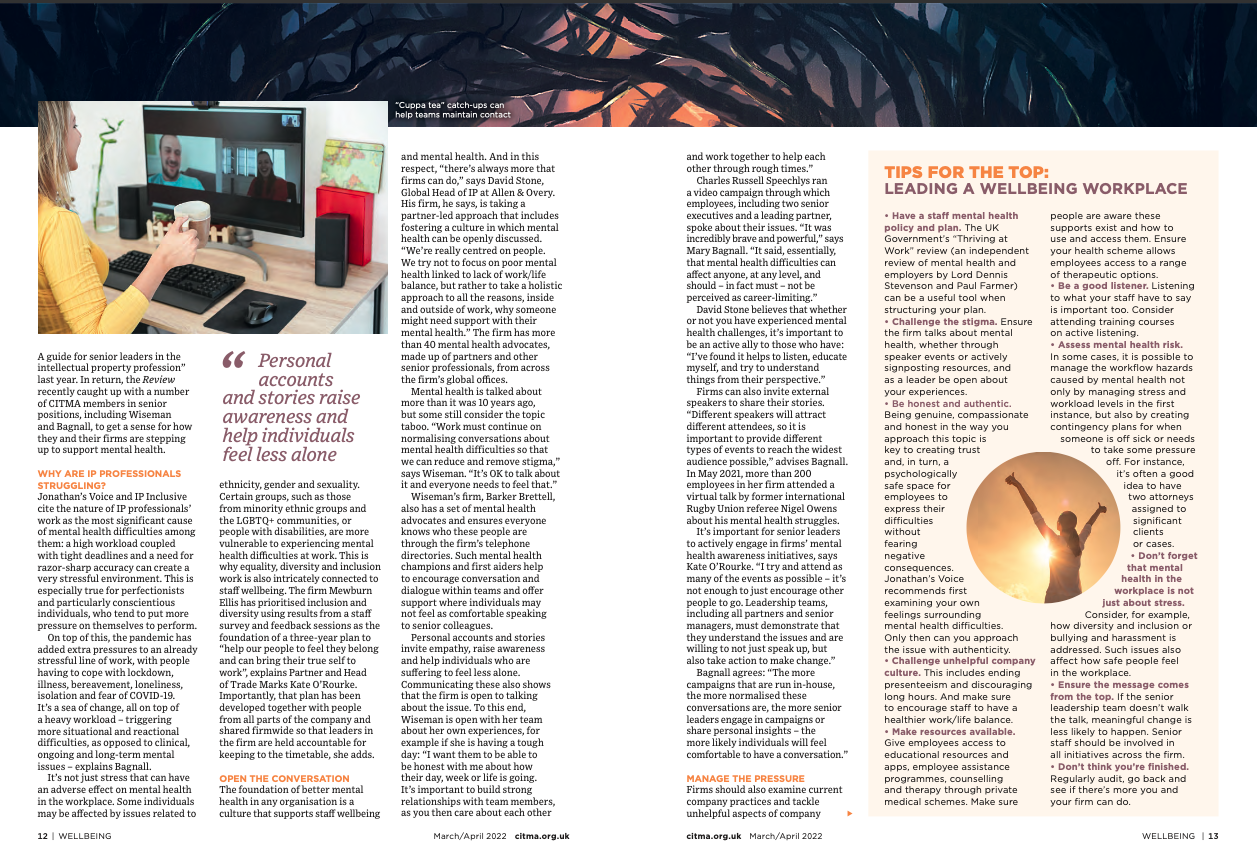 “Cuppa tea” catch-ups can
help teams maintain contact
A guide for senior leaders in the
intellectual property profession”
last year. In return, the Review
recently caught up with a number
of CITMA members in senior
positions, including Wiseman
and Bagnall, to get a sense for how
they and their firms are stepping
up to support mental health.
WHY ARE IP PROFESSIONALS
STRUGGLING?
Jonathan’s Voice and IP Inclusive
cite the nature of IP professionals’
work as the most significant cause
of mental health difficulties among
them: a high workload coupled
with tight deadlines and a need for
razor-sharp accuracy can create a
very stressful environment. This is
especially true for perfectionists
and particularly conscientious
individuals, who tend to put more
pressure on themselves to perform.
On top of this, the pandemic has
added extra pressures to an already
stressful line of work, with people
having to cope with lockdown,
illness, bereavement, loneliness,
isolation and fear of COVID-19.
It’s a sea of change, all on top of
a heavy workload – triggering
more situational and reactional
difficulties, as opposed to clinical,
ongoing and long-term mental
issues – explains Bagnall.
It’s not just stress that can have
an adverse effect on mental health
in the workplace. Some individuals
may be affected by issues related to
“ Personal
accounts
and stories raise
awareness and
help individuals
feel less alone
ethnicity, gender and sexuality.
Certain groups, such as those
from minority ethnic groups and
the LGBTQ+ communities, or
people with disabilities, are more
vulnerable to experiencing mental
health difficulties at work. This is
why equality, diversity and inclusion
work is also intricately connected to
staff wellbeing. The firm Mewburn
Ellis has prioritised inclusion and
diversity using results from a staff
survey and feedback sessions as the
foundation of a three-year plan to
“help our people to feel they belong
and can bring their true self to
work”, explains Partner and Head
of Trade Marks Kate O’Rourke.
Importantly, that plan has been
developed together with people
from all parts of the company and
shared firmwide so that leaders in
the firm are held accountable for
keeping to the timetable, she adds.
OPEN THE CONVERSATION
The foundation of better mental
health in any organisation is a
culture that supports staff wellbeing
and mental health. And in this
respect, “there’s always more that
firms can do,” says David Stone,
Global Head of IP at Allen & Overy.
His firm, he says, is taking a
partner-led approach that includes
fostering a culture in which mental
health can be openly discussed.
“We’re really centred on people.
We try not to focus on poor mental
health linked to lack of work/life
balance, but rather to take a holistic
approach to all the reasons, inside
and outside of work, why someone
might need support with their
mental health.” The firm has more
than 40 mental health advocates,
made up of partners and other
senior professionals, from across
the firm’s global offices.
Mental health is talked about
more than it was 10 years ago,
but some still consider the topic
taboo. “Work must continue on
normalising conversations about
mental health difficulties so that
we can reduce and remove stigma,”
says Wiseman. “It’s OK to talk about
it and everyone needs to feel that.”
Wiseman’s firm, Barker Brettell,
also has a set of mental health
advocates and ensures everyone
knows who these people are
through the firm’s telephone
directories. Such mental health
champions and first aiders help
to encourage conversation and
dialogue within teams and offer
support where individuals may
not feel as comfortable speaking
to senior colleagues.
Personal accounts and stories
invite empathy, raise awareness
and help individuals who are
suffering to feel less alone.
Communicating these also shows
that the firm is open to talking
about the issue. To this end,
Wiseman is open with her team
about her own experiences, for
example if she is having a tough
day: “I want them to be able to
be honest with me about how
their day, week or life is going.
It’s important to build strong
relationships with team members,
as you then care about each other
12 | WELLBEING
March/April 2022 citma.org.uk
and work together to help each
other through rough times.”
Charles Russell Speechlys ran
a video campaign through which
employees, including two senior
executives and a leading partner,
spoke about their issues. “It was
incredibly brave and powerful,” says
Mary Bagnall. “It said, essentially,
that mental health difficulties can
affect anyone, at any level, and
should – in fact must – not be
perceived as career-limiting.”
David Stone believes that whether
or not you have experienced mental
health challenges, it’s important to
be an active ally to those who have:
“I’ve found it helps to listen, educate
myself, and try to understand
things from their perspective.”
Firms can also invite external
speakers to share their stories.
“Different speakers will attract
different attendees, so it is
important to provide different
types of events to reach the widest
audience possible,” advises Bagnall.
In May 2021, more than 200
employees in her firm attended a
virtual talk by former international
Rugby Union referee Nigel Owens
about his mental health struggles.
It’s important for senior leaders
to actively engage in firms’ mental
health awareness initiatives, says
Kate O’Rourke. “I try and attend as
many of the events as possible – it’s
not enough to just encourage other
people to go. Leadership teams,
including all partners and senior
managers, must demonstrate that
they understand the issues and are
willing to not just speak up, but
also take action to make change.”
Bagnall agrees: “The more
campaigns that are run in-house,
the more normalised these
conversations are, the more senior
leaders engage in campaigns or
share personal insights – the
more likely individuals will feel
comfortable to have a conversation.”
MANAGE THE PRESSURE
Firms should also examine current
company practices and tackle
unhelpful aspects of company
TIPS FOR THE TOP:
LEADING A WELLBEING WORKPLACE
• Have a staff mental health
policy and plan. The UK
Government’s “Thriving at
Work” review (an independent
review of mental health and
employers by Lord Dennis
Stevenson and Paul Farmer)
can be a useful tool when
structuring your plan.
• Challenge the stigma. Ensure
the firm talks about mental
health, whether through
speaker events or actively
signposting resources, and
as a leader be open about
your experiences.
• Be honest and authentic.
Being genuine, compassionate
and honest in the way you
approach this topic is
key to creating trust
and, in turn, a
psychologically
safe space for
employees to
express their
difficulties
without
fearing
negative
consequences.
Jonathan’s Voice
recommends first
examining your own
feelings surrounding
mental health difficulties.
Only then can you approach
the issue with authenticity.
• Challenge unhelpful company
culture. This includes ending
presenteeism and discouraging
long hours. And make sure
to encourage staff to have a
healthier work/life balance.
• Make resources available.
Give employees access to
educational resources and
apps, employee assistance
programmes, counselling
and therapy through private
medical schemes. Make sure
people are aware these
supports exist and how to
use and access them. Ensure
your health scheme allows
employees access to a range
of therapeutic options.
• Be a good listener. Listening
to what your staff have to say
is important too. Consider
attending training courses
on active listening.
• Assess mental health risk.
In some cases, it is possible to
manage the workflow hazards
caused by mental health not
only by managing stress and
workload levels in the first
instance, but also by creating
contingency plans for when
someone is off sick or needs
to take some pressure
off. For instance,
it’s often a good
idea to have
two attorneys
assigned to
significant
clients
or cases.
• Don’t forget
that mental
health in the
workplace is not
just about stress.
Consider, for example,
how diversity and inclusion or
bullying and harassment is
addressed. Such issues also
affect how safe people feel
in the workplace.
• Ensure the message comes
from the top. If the senior
leadership team doesn’t walk
the talk, meaningful change is
less likely to happen. Senior
staff should be involved in
all initiatives across the firm.
• Don’t think you’re finished.
Regularly audit, go back and
see if there’s more you and
your firm can do.
citma.org.uk March/April 2022
WELLBEING | 13